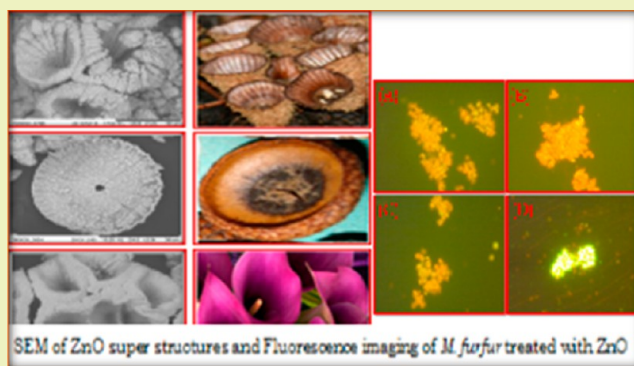 (A)
(B)
(C)
(D)
SEM of ZnO super structures and Fluorescence imaging of M. furfur treated with ZnO